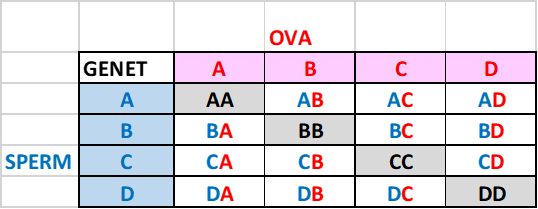 OVA
GENET A B C D
A AA AB AC AD
B BA BB BC BD
SPERM C CA CB CC CD
D DA DB DC DD